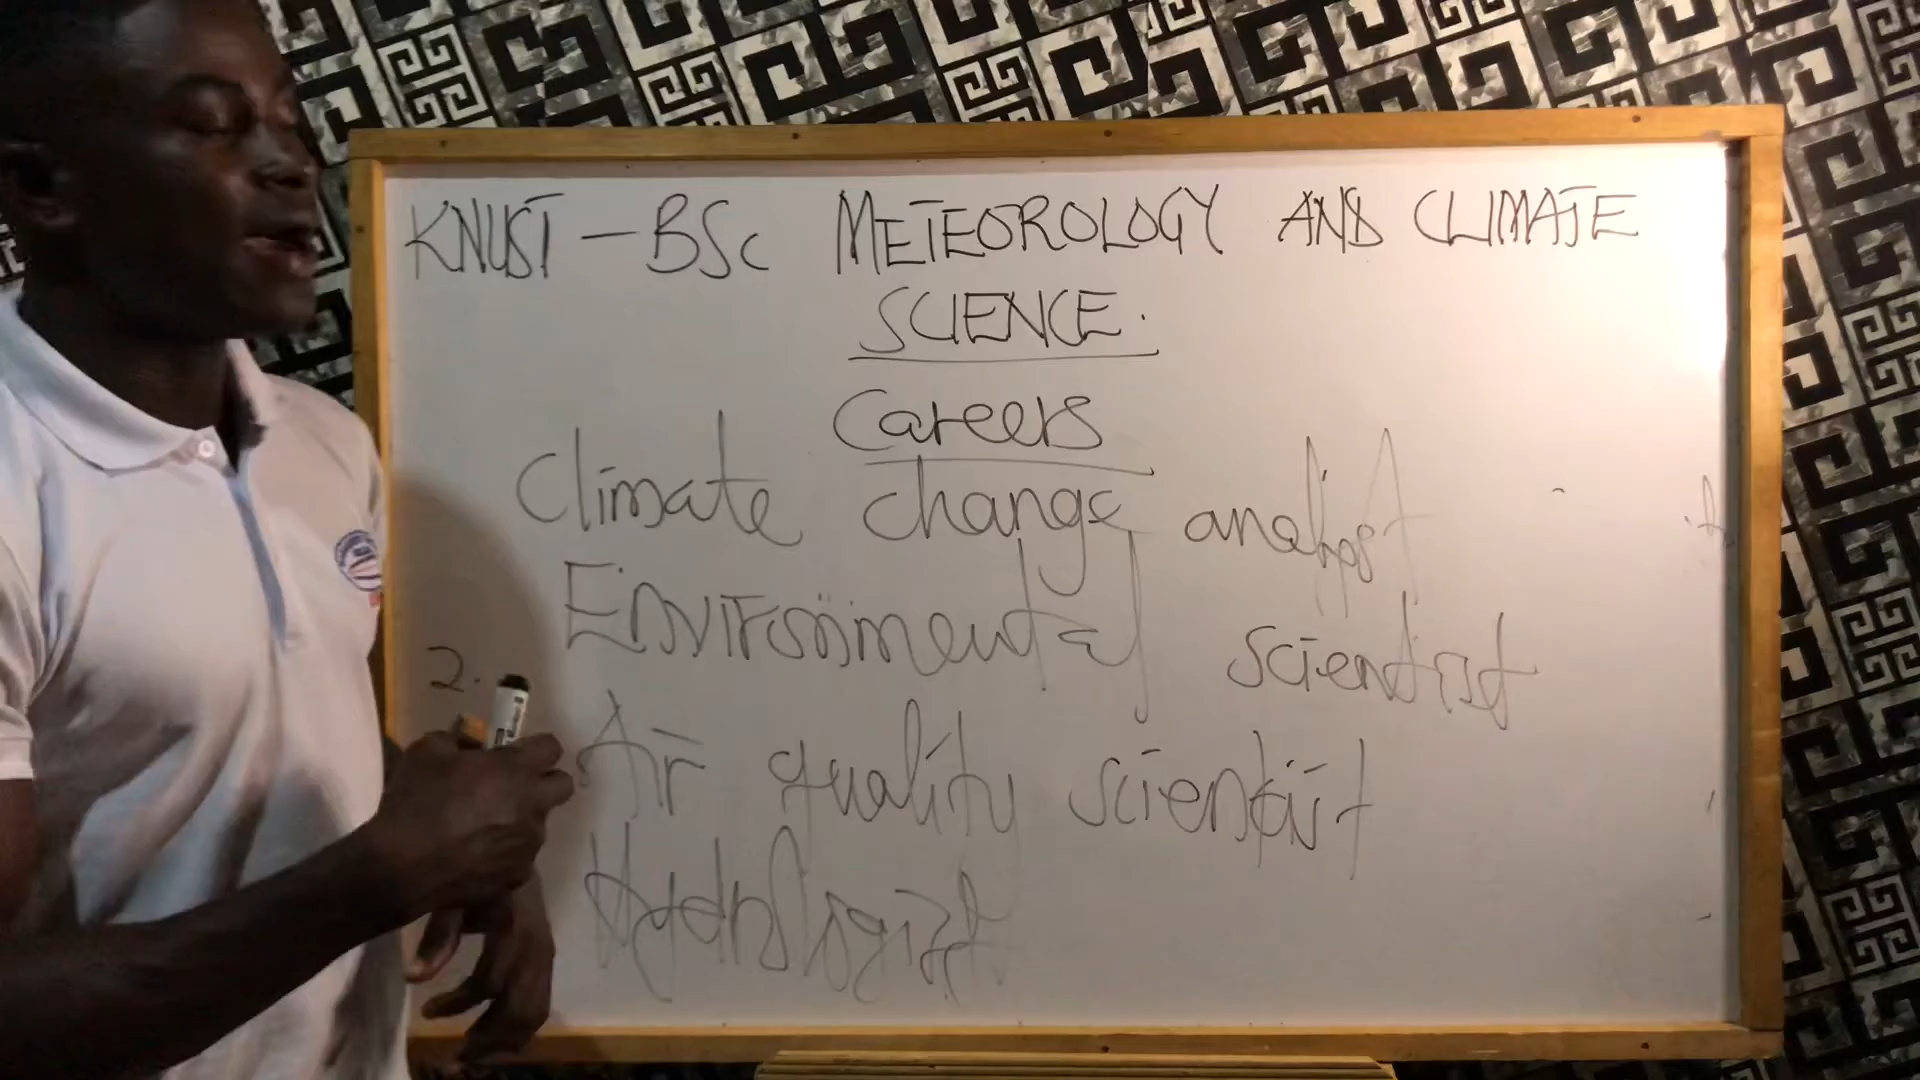 KNUST - BSc METEOROLOGY AND CLIMATE
SCIENCE.
Careers
Climate change analyst
Environmental scientist
2.
Air quality scientist
Hydrologist